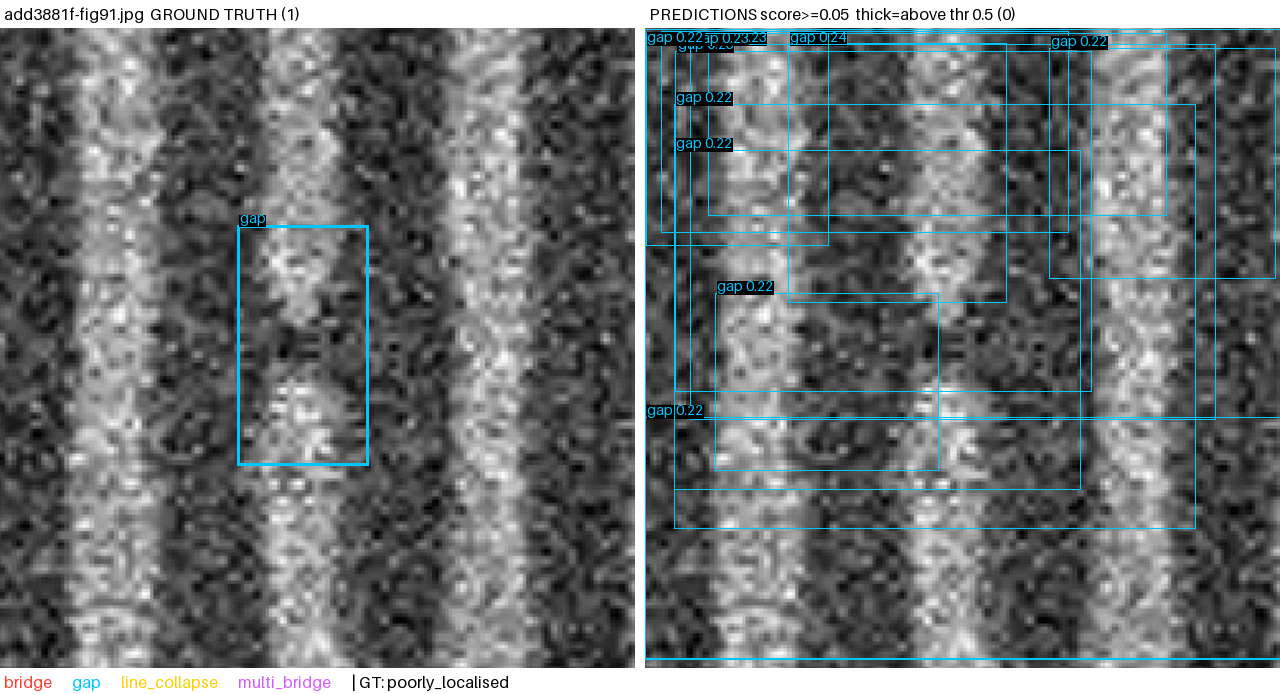 add3881f-fig91.jpg GROUND TRUTH (1)
PREDICTIONS score>=0.05 thick=above thr 0.5 (0)
gap 0.22
gap 0.24
gap 0.22
gap 0.22
gap 0.22
gap
gap 0.22
gap 0.22
bridge gap line_collapse multi_bridge | GT: poorly_localised